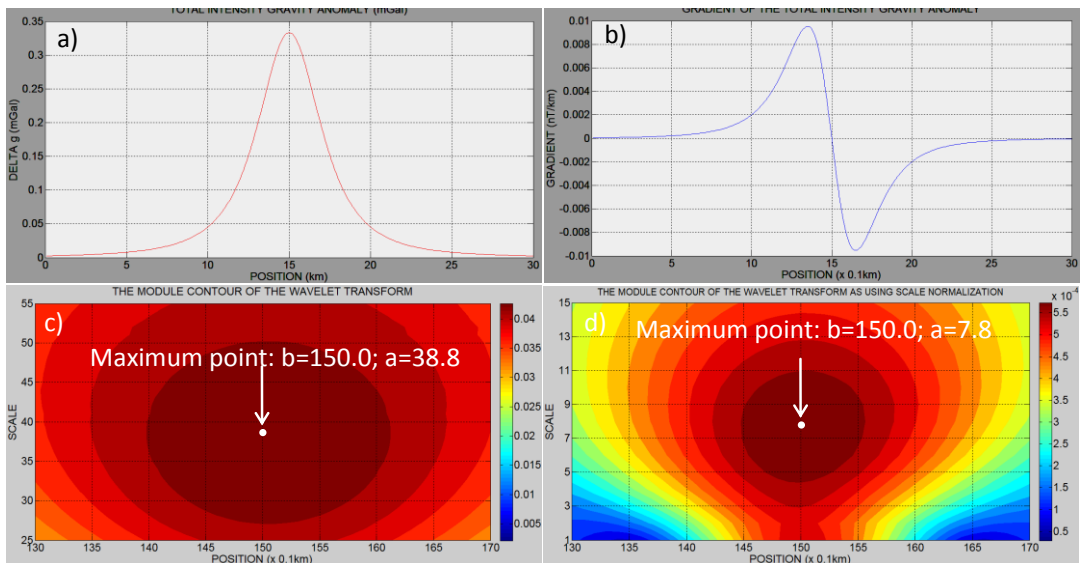 TOTAL INTENSITY GRAVITY ANOMALY (mGal)
a)
0.35
0.3
0.25
0.2
0.15
0.1
0.05
0
DELTA g (mGal)
0 5 10 15 20 25 30
POSITION (km)
GRADIENT OF THE TOTAL INTENSITY GRAVITY ANOMALY
b)
0.01
0.008
0.006
0.004
0.002
0
-0.002
-0.004
-0.006
-0.008
-0.01
GRADIENT (nT/km)
0 5 10 15 20 25 30
POSITION (x 0.1km)
THE MODULE CONTOUR OF THE WAVELET TRANSFORM
c)
Maximum point: b=150.0; a=38.8
55
50
45
40
35
30
25
SCALE
130 135 140 145 150 155 160 165 170
POSITION (x 0.1km)
0.04
0.035
0.03
0.025
0.02
0.015
0.01
0.005
THE MODULE CONTOUR OF THE WAVELET TRANSFORM AS USING SCALE NORMALIZATION
d)
Maximum point: b=150.0; a=7.8
15
13
11
9
7
5
3
1
SCALE
130 135 140 145 150 155 160 165 170
POSITION (x 0.1km)
x 10⁻⁴
5.5
5
4.5
4
3.5
3
2.5
2
1.5
1
0.5